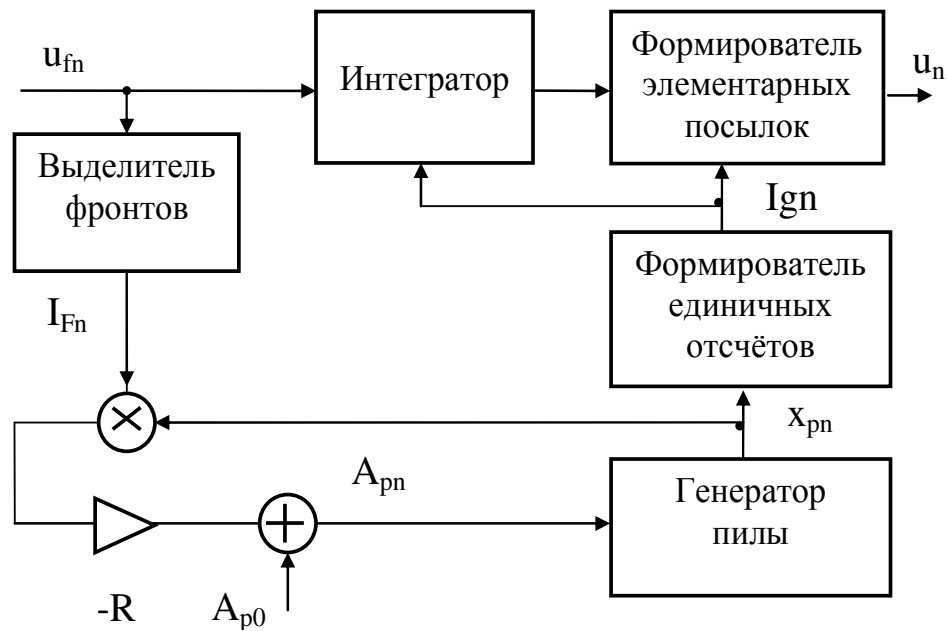 u_fn
Интегратор
Формирователь
элементарных
посылок
u_n
Выделитель
фронтов
Ign
I_Fn
Формирователь
единичных
отсчётов
x_pn
A_pn
Генератор
пилы
-R
A_p0